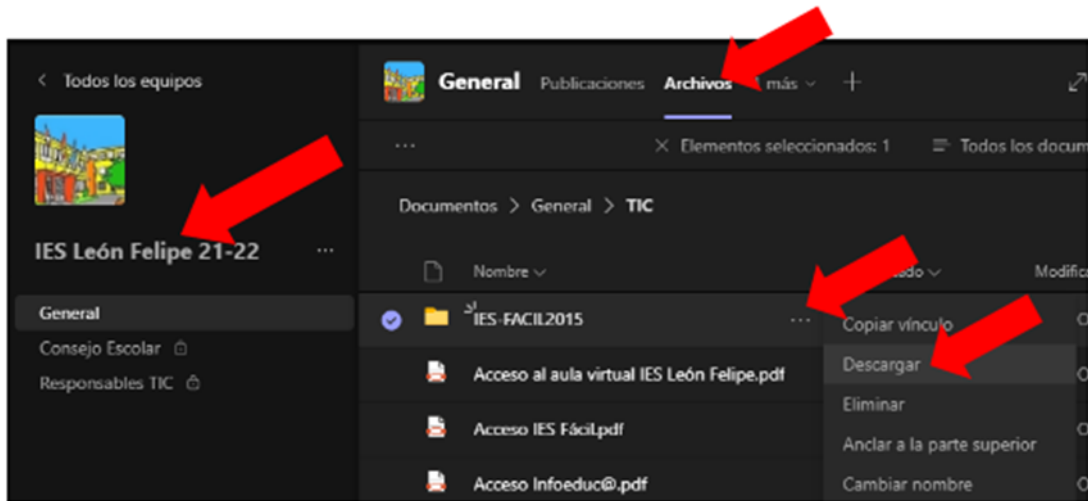 Todos los equipos
IES León Felipe 21-22
General
Consejo Escolar
Responsables TIC
General Publicaciones Archivos más
Elementos seleccionados: 1 Todos los docum
Documentos > General > TIC
Nombre Modifica
IES-FACIL2015
Acceso al aula virtual IES León Felipe.pdf
Acceso IES Fácil.pdf
Acceso Infoeduc@.pdf
Copiar vínculo
Descargar
Eliminar
Anclar a la parte superior
Cambiar nombre